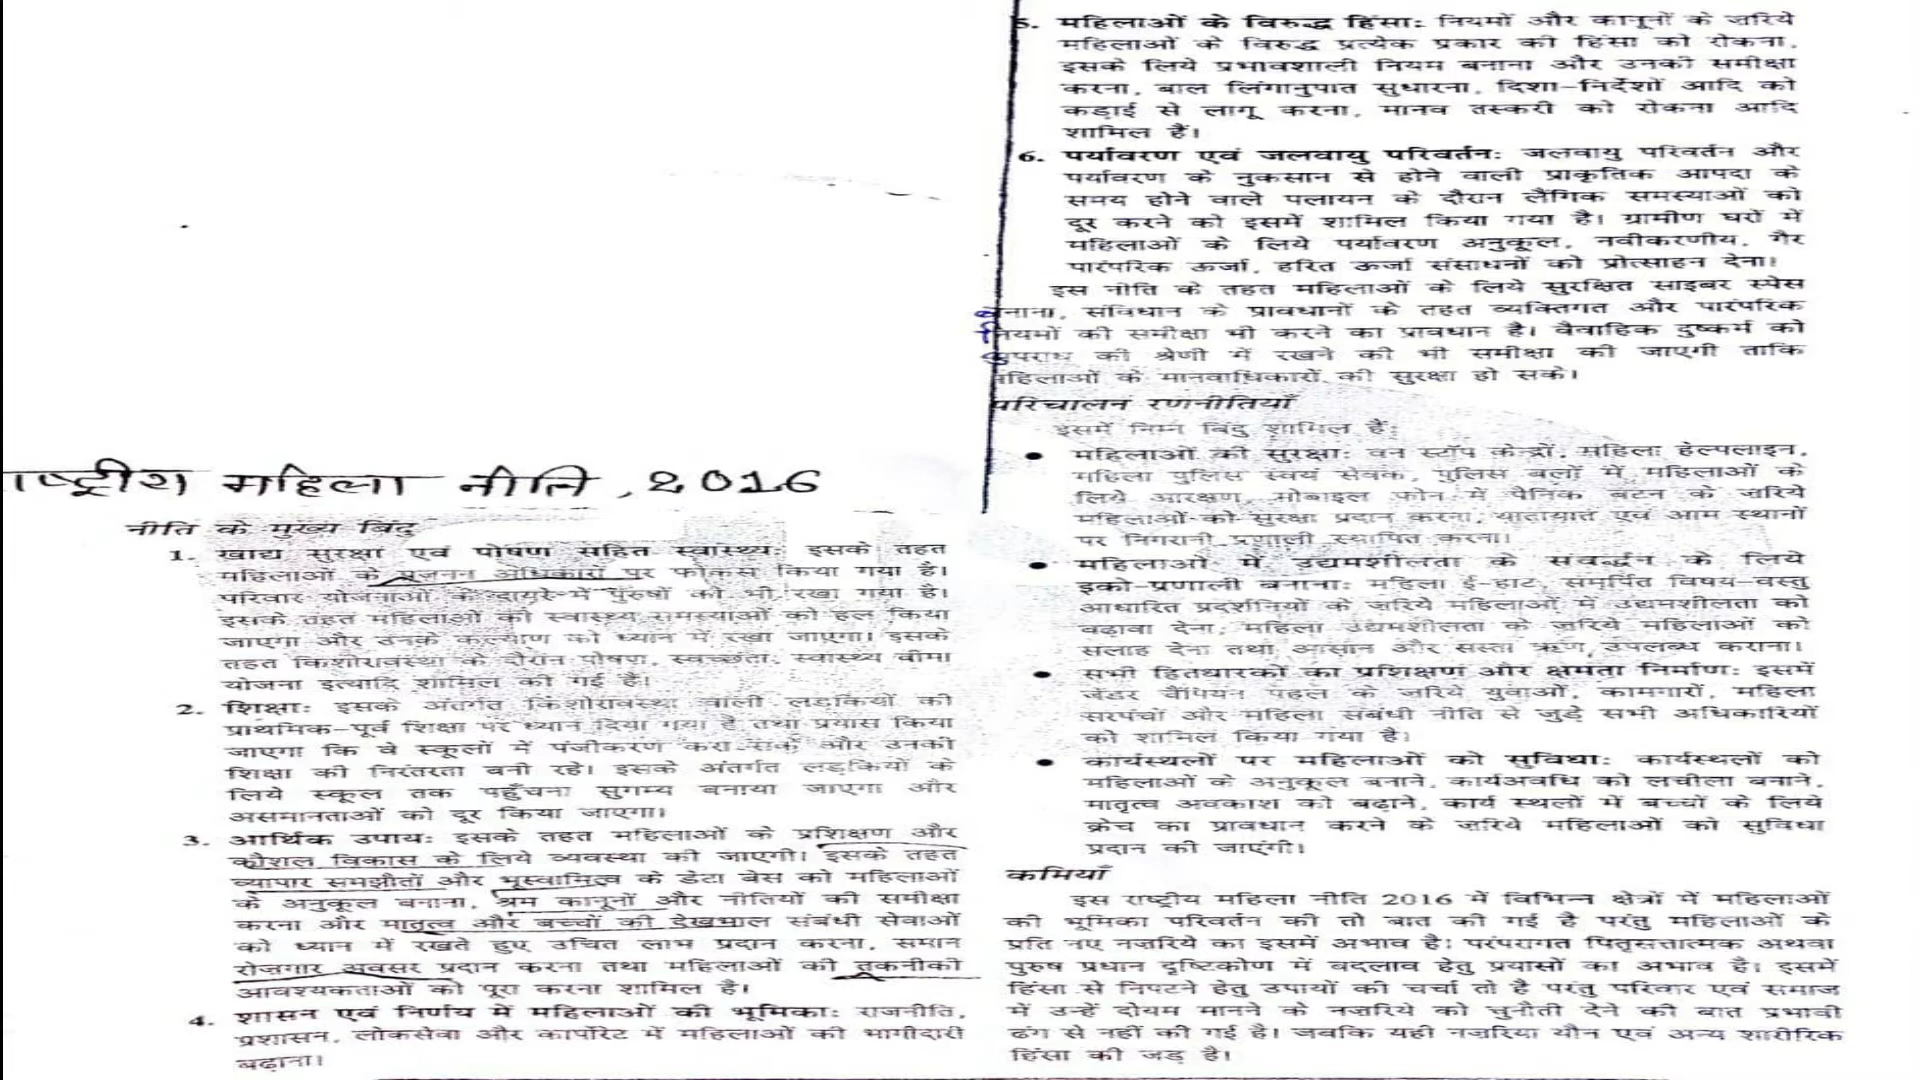 राष्ट्रीय महिला नीति, 2016
नीति के मुख्य बिंदु
1. खाद्य सुरक्षा एवं पोषण सहित स्वास्थ्य: इसके तहत
महिलाओं के प्रजनन अधिकारों पर फोकस किया गया है।
परिवार योजनाओं के दायरे में पुरुषों को भी रखा गया है।
इसके तहत महिलाओं की स्वास्थ्य समस्याओं को हल किया
जाएगा और उनके कल्याण को ध्यान में रखा जाएगा। इसके
तहत किशोरावस्था के दौरान पोषण, स्वच्छता, स्वास्थ्य बीमा
योजना इत्यादि शामिल की गई हैं।
2. शिक्षा: इसके अंतर्गत किशोरावस्था वाली लड़कियों की
प्राथमिक-पूर्व शिक्षा पर ध्यान दिया गया है तथा प्रयास किया
जाएगा कि वे स्कूलों में पंजीकरण करा सकें और उनकी
शिक्षा की निरंतरता बनी रहे। इसके अंतर्गत लड़कियों के
लिये स्कूल तक पहुँचना सुगम्य बनाया जाएगा और
असमानताओं को दूर किया जाएगा।
3. आर्थिक उपाय: इसके तहत महिलाओं के प्रशिक्षण और
कौशल विकास के लिये व्यवस्था की जाएगी। इसके तहत
व्यापार समझौतों और भूस्वामित्व के डेटा बेस को महिलाओं
के अनुकूल बनाना, श्रम कानूनों और नीतियों की समीक्षा
करना और मातृत्व और बच्चों की देखभाल संबंधी सेवाओं
को ध्यान में रखते हुए उचित लाभ प्रदान करना, समान
रोज़गार अवसर प्रदान करना तथा महिलाओं की तकनीकी
आवश्यकताओं को पूरा करना शामिल है।
4. शासन एवं निर्णय में महिलाओं की भूमिका: राजनीति,
प्रशासन, लोकसेवा और कार्पोरेट में महिलाओं की भागीदारी
बढ़ाना।
5. महिलाओं के विरुद्ध हिंसा: नियमों और कानूनों के ज़रिये
महिलाओं के विरुद्ध प्रत्येक प्रकार की हिंसा को रोकना,
इसके लिये प्रभावशाली नियम बनाना और उनकी समीक्षा
करना, बाल लिंगानुपात सुधारना, दिशा-निर्देशों आदि को
कड़ाई से लागू करना, मानव तस्करी को रोकना आदि
शामिल हैं।
6. पर्यावरण एवं जलवायु परिवर्तन: जलवायु परिवर्तन और
पर्यावरण के नुकसान से होने वाली प्राकृतिक आपदा के
समय होने वाले पलायन के दौरान लैंगिक समस्याओं को
दूर करने को इसमें शामिल किया गया है। ग्रामीण घरों में
महिलाओं के लिये पर्यावरण अनुकूल, नवीकरणीय, गैर
पारंपरिक ऊर्जा, हरित ऊर्जा संसाधनों को प्रोत्साहन देना।
इस नीति के तहत महिलाओं के लिये सुरक्षित साइबर स्पेस
बनाना, संविधान के प्रावधानों के तहत व्यक्तिगत और पारंपरिक
नियमों की समीक्षा भी करने का प्रावधान है। वैवाहिक दुष्कर्म को
अपराध की श्रेणी में रखने की भी समीक्षा की जाएगी ताकि
महिलाओं के मानवाधिकारों की सुरक्षा हो सके।
परिचालन रणनीतियाँ
इसमें निम्न बिंदु शामिल हैं:
• महिलाओं की सुरक्षा: वन स्टॉप केन्द्रों, महिला हेल्पलाइन,
महिला पुलिस स्वयं सेवक, पुलिस बलों में महिलाओं के
लिये आरक्षण, मोबाइल फोन में पैनिक बटन के ज़रिये
महिलाओं को सुरक्षा प्रदान करना, यातायात एवं आम स्थानों
पर निगरानी प्रणाली स्थापित करना।
• महिलाओं में उद्यमशीलता के संवर्द्धन के लिये
इको-प्रणाली बनाना: महिला ई-हाट, समर्पित विषय-वस्तु
आधारित प्रदर्शनियों के ज़रिये महिलाओं में उद्यमशीलता को
बढ़ावा देना, महिला उद्यमशीलता के ज़रिये महिलाओं को
सलाह देना तथा आसान और सस्ता ऋण उपलब्ध कराना।
• सभी हितधारकों का प्रशिक्षण और क्षमता निर्माण: इसमें
जेंडर चैंपियन पहल के ज़रिये युवाओं, कामगारों, महिला
सरपंचों और महिला संबंधी नीति से जुड़े सभी अधिकारियों
को शामिल किया गया है।
• कार्यस्थलों पर महिलाओं को सुविधा: कार्यस्थलों को
महिलाओं के अनुकूल बनाने, कार्यअवधि को लचीला बनाने,
मातृत्व अवकाश को बढ़ाने, कार्य स्थलों में बच्चों के लिये
क्रेच का प्रावधान करने के ज़रिये महिलाओं को सुविधा
प्रदान की जाएंगी।
कमियाँ
इस राष्ट्रीय महिला नीति 2016 में विभिन्न क्षेत्रों में महिलाओं
की भूमिका परिवर्तन की तो बात की गई है परंतु महिलाओं के
प्रति नए नज़रिये का इसमें अभाव है। परंपरागत पितृसत्तात्मक अथवा
पुरुष प्रधान दृष्टिकोण में बदलाव हेतु प्रयासों का अभाव है। इसमें
हिंसा से निपटने हेतु उपायों की चर्चा तो है परंतु परिवार एवं समाज
में उन्हें दोयम मानने के नज़रिये को चुनौती देने की बात प्रभावी
ढंग से नहीं की गई है। जबकि यही नज़रिया यौन एवं अन्य शारीरिक
हिंसा की जड़ है।